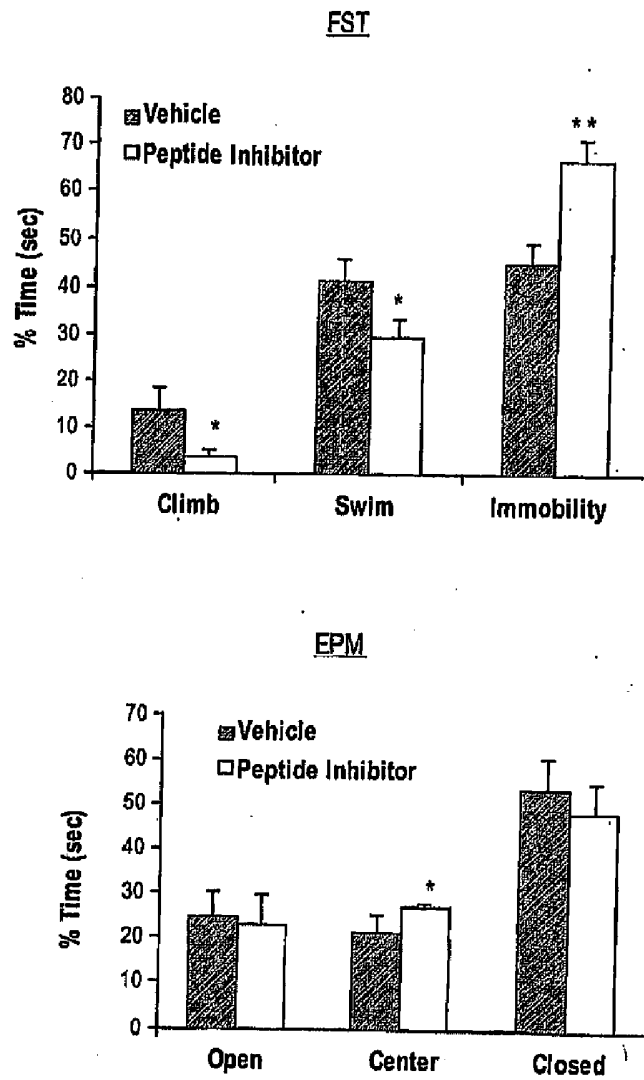 FST
80
70
60
50
40
30
20
10
0
% Time (sec)
Vehicle
Peptide Inhibitor
*
*
**
Climb Swim Immobility
EPM
70
60
50
40
30
20
10
0
% Time (sec)
Vehicle
Peptide Inhibitor
*
Open Center Closed